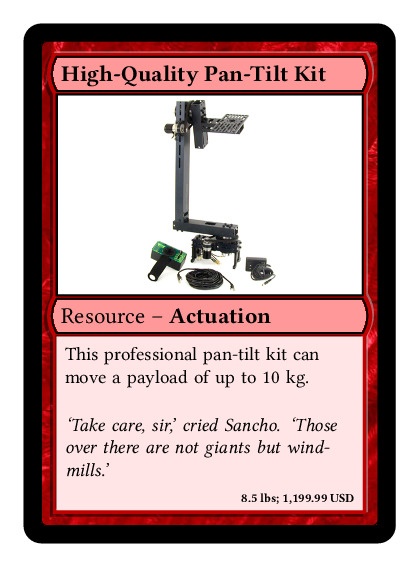 High-Quality Pan-Tilt Kit
Resource – Actuation
This professional pan-tilt kit can
move a payload of up to 10 kg.
‘Take care, sir,’ cried Sancho. ‘Those
over there are not giants but wind-
mills.’
8.5 lbs; 1,199.99 USD